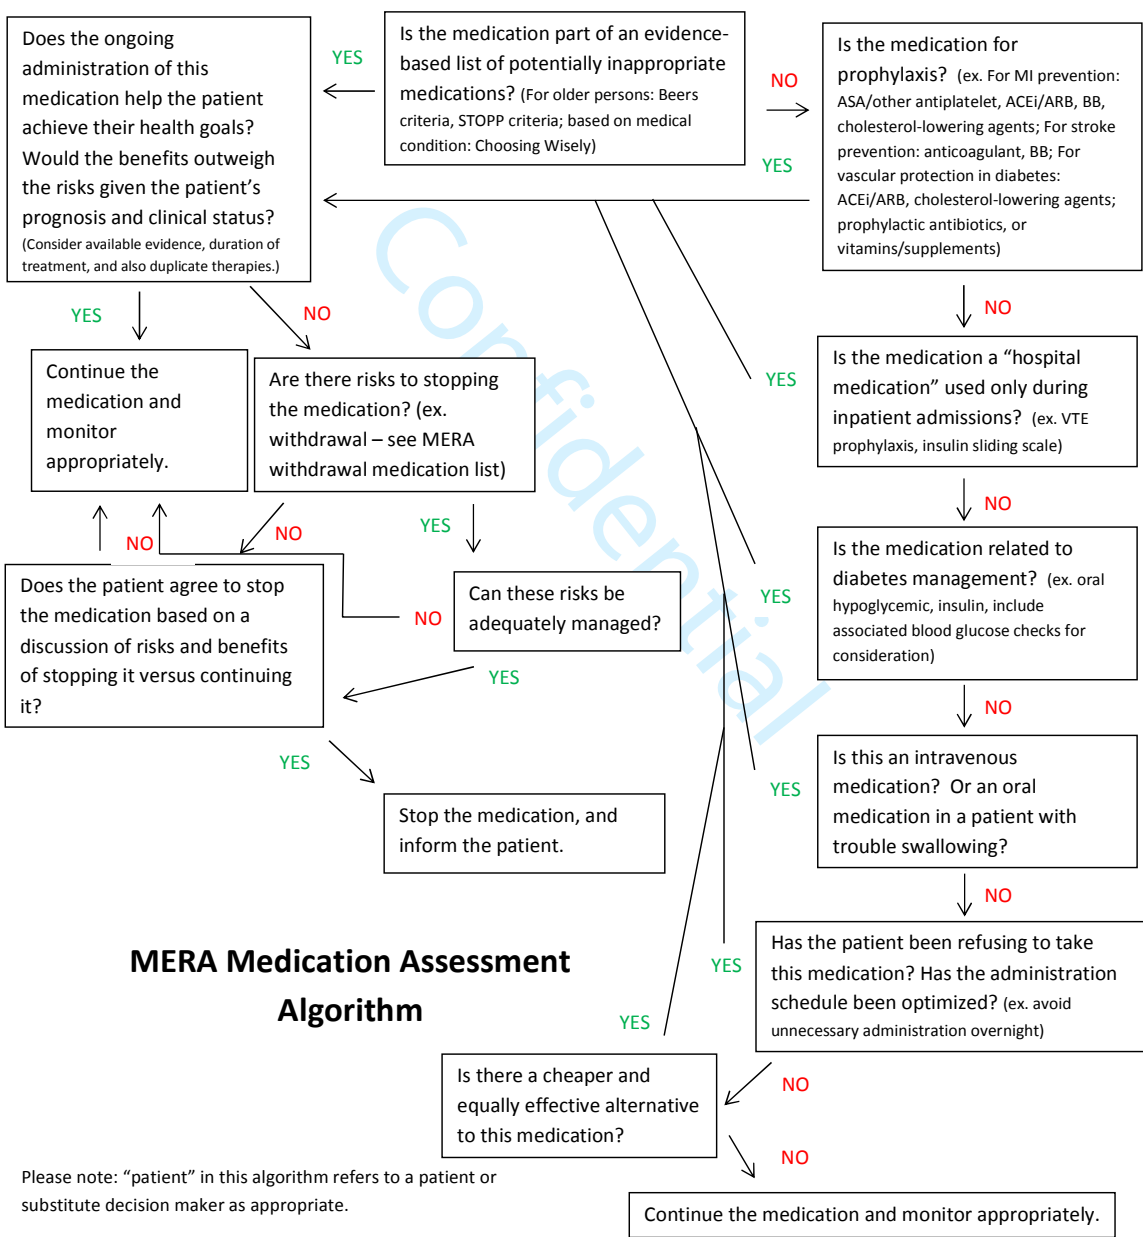 Does the ongoing
administration of this
medication help the patient
achieve their health goals?
Would the benefits outweigh
the risks given the patient's
prognosis and clinical status?
(Consider available evidence, duration of
treatment, and also duplicate therapies.)
YES
Is the medication part of an evidence-
based list of potentially inappropriate
medications? (For older persons: Beers
criteria, STOPP criteria; based on medical
condition: Choosing Wisely)
NO
Is the medication for
prophylaxis? (ex. For MI prevention:
ASA/other antiplatelet, ACEi/ARB, BB,
cholesterol-lowering agents; For stroke
prevention: anticoagulant, BB; For
vascular protection in diabetes:
ACEi/ARB, cholesterol-lowering agents;
prophylactic antibiotics, or
vitamins/supplements)
YES
YES
NO
NO
Continue the
medication and
monitor
appropriately.
Are there risks to stopping
the medication? (ex.
withdrawal – see MERA
withdrawal medication list)
YES
Is the medication a “hospital
medication” used only during
inpatient admissions? (ex. VTE
prophylaxis, insulin sliding scale)
NO
NO
NO
YES
Does the patient agree to stop
the medication based on a
discussion of risks and benefits
of stopping it versus continuing
it?
NO
Can these risks be
adequately managed?
YES
YES
Is the medication related to
diabetes management? (ex. oral
hypoglycemic, insulin, include
associated blood glucose checks for
consideration)
NO
YES
Stop the medication, and
inform the patient.
YES
Is this an intravenous
medication? Or an oral
medication in a patient with
trouble swallowing?
NO
Confidential
MERA Medication Assessment
Algorithm
YES
Has the patient been refusing to take
this medication? Has the administration
schedule been optimized? (ex. avoid
unnecessary administration overnight)
YES
NO
Is there a cheaper and
equally effective alternative
to this medication?
NO
Please note: “patient” in this algorithm refers to a patient or
substitute decision maker as appropriate.
Continue the medication and monitor appropriately.